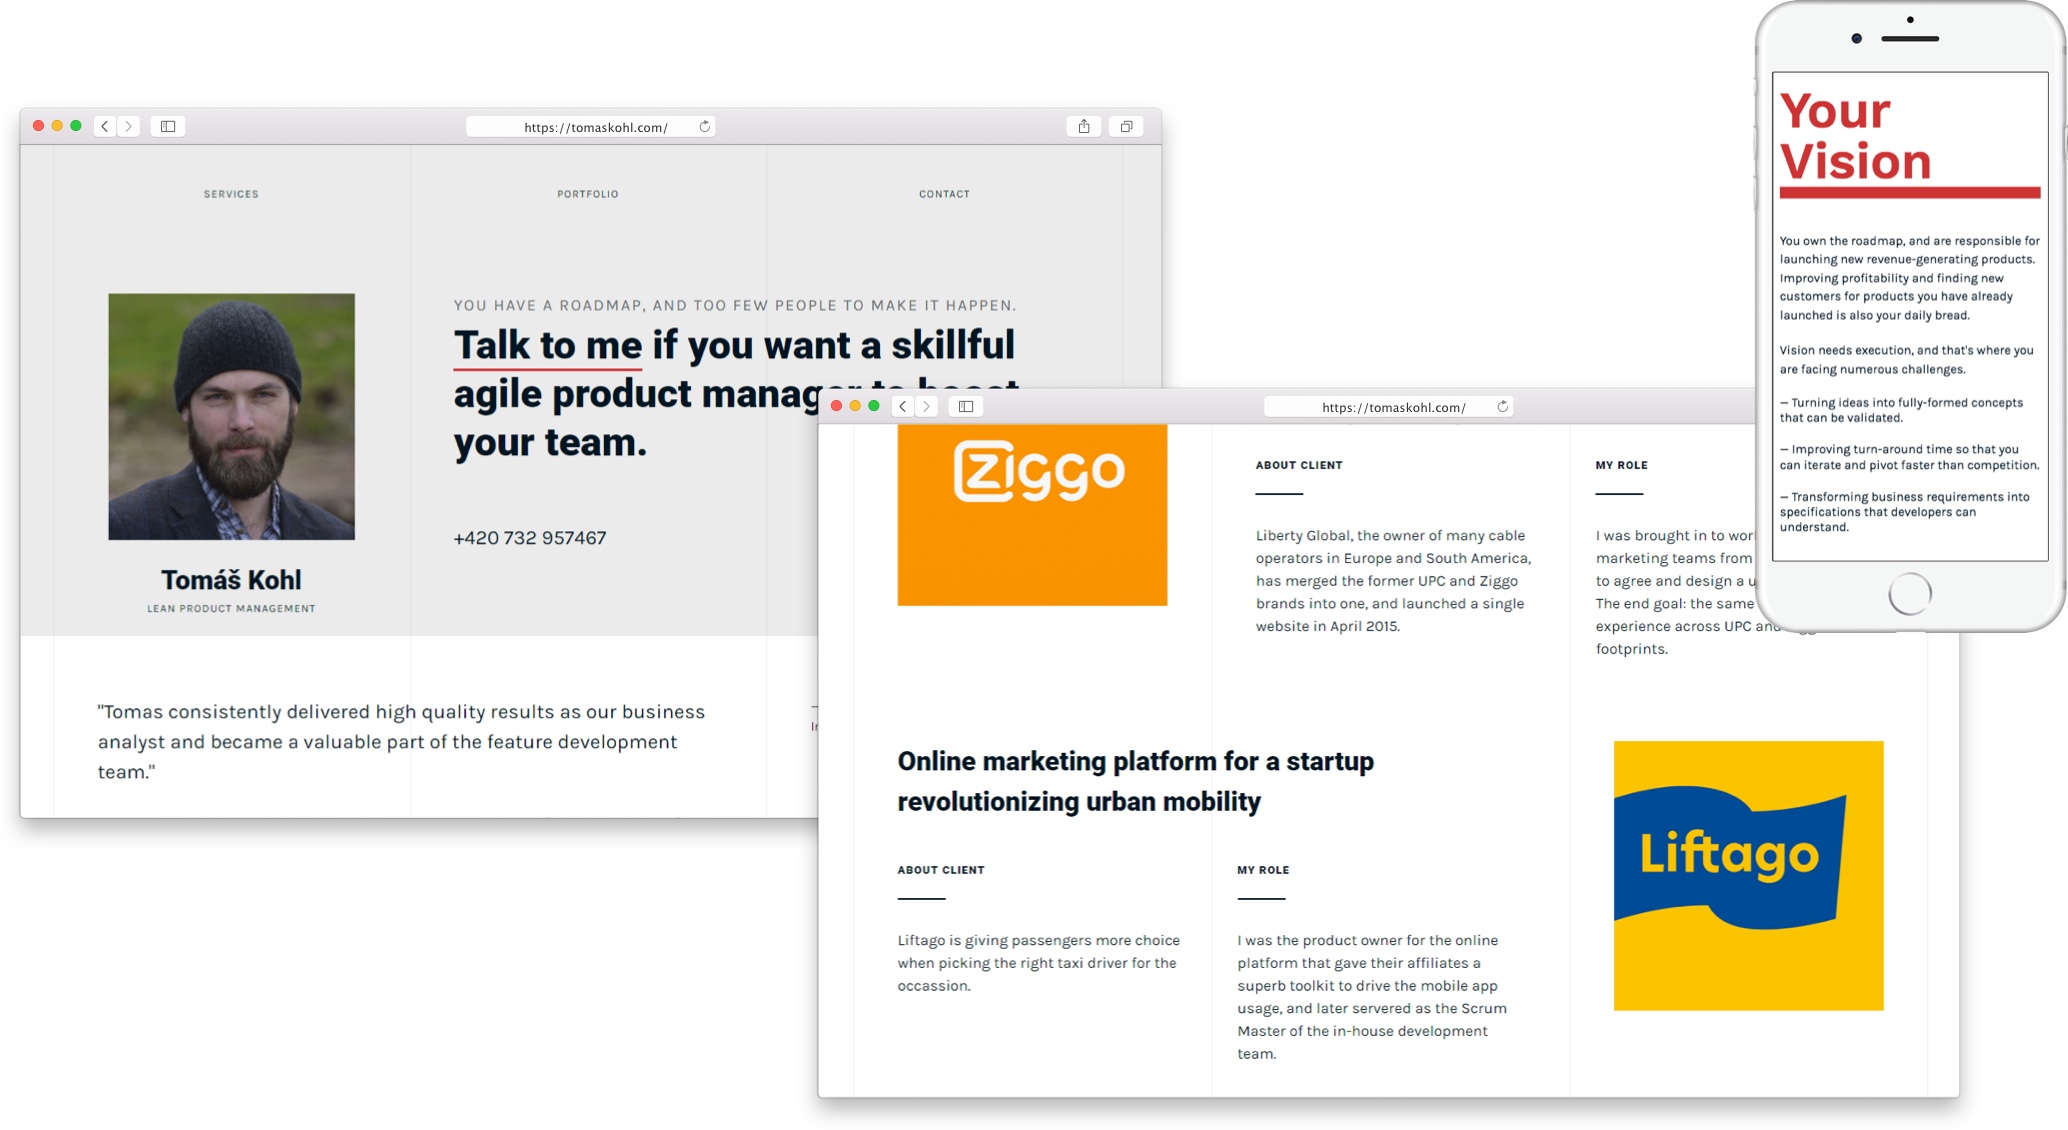 https://tomaskohl.com/
SERVICES
PORTFOLIO
CONTACT
YOU HAVE A ROADMAP, AND TOO FEW PEOPLE TO MAKE IT HAPPEN.
Talk to me if you want a skillful
agile product manager to boost
your team.
+420 732 957467
Tomáš Kohl
LEAN PRODUCT MANAGEMENT
"Tomas consistently delivered high quality results as our business
analyst and became a valuable part of the feature development
team."
https://tomaskohl.com/
ziggo
ABOUT CLIENT
Liberty Global, the owner of many cable
operators in Europe and South America,
has merged the former UPC and Ziggo
brands into one, and launched a single
website in April 2015.
MY ROLE
I was brought in to
marketing teams from
to agree and design a
The end goal: the same
experience across UPC and
footprints.
Online marketing platform for a startup
revolutionizing urban mobility
ABOUT CLIENT
Liftago is giving passengers more choice
when picking the right taxi driver for the
occassion.
MY ROLE
I was the product owner for the online
platform that gave their affiliates a
superb toolkit to drive the mobile app
usage, and later servered as the Scrum
Master of the in-house development
team.
Liftago
Your
Vision
You own the roadmap, and are responsible for
launching new revenue-generating products.
Improving profitability and finding new
customers for products you have already
launched is also your daily bread.
Vision needs execution, and that's where you
are facing numerous challenges.
— Turning ideas into fully-formed concepts
that can be validated.
— Improving turn-around time so that you
can iterate and pivot faster than competition.
— Transforming business requirements into
specifications that developers can
understand.